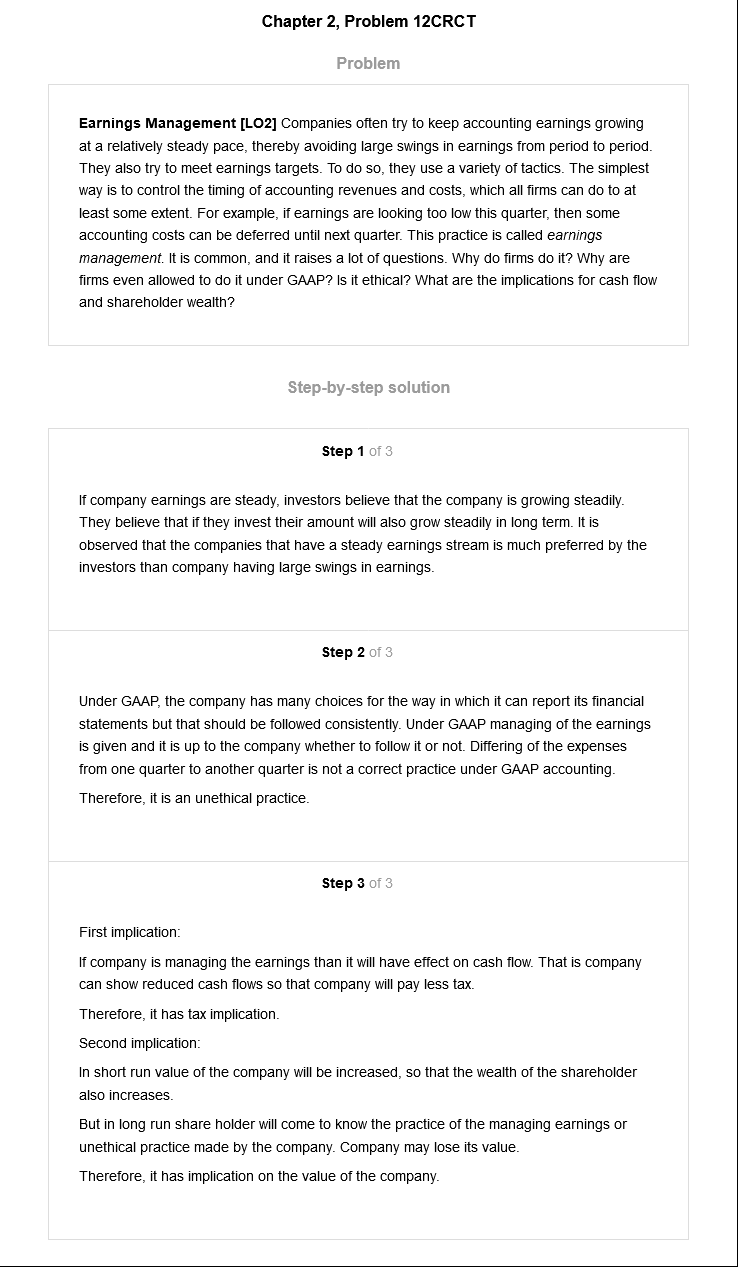 Chapter 2, Problem 12CRCT
Problem
Earnings Management [LO2] Companies often try to keep accounting earnings growing
at a relatively steady pace, thereby avoiding large swings in earnings from period to period.
They also try to meet earnings targets. To do so, they use a variety of tactics. The simplest
way is to control the timing of accounting revenues and costs, which all firms can do to at
least some extent. For example, if earnings are looking too low this quarter, then some
accounting costs can be deferred until next quarter. This practice is called earnings
management. It is common, and it raises a lot of questions. Why do firms do it? Why are
firms even allowed to do it under GAAP? Is it ethical? What are the implications for cash flow
and shareholder wealth?
Step-by-step solution
Step 1 of 3
If company earnings are steady, investors believe that the company is growing steadily.
They believe that if they invest their amount will also grow steadily in long term. It is
observed that the companies that have a steady earnings stream is much preferred by the
investors than company having large swings in earnings.
Step 2 of 3
Under GAAP, the company has many choices for the way in which it can report its financial
statements but that should be followed consistently. Under GAAP managing of the earnings
is given and it is up to the company whether to follow it or not. Differing of the expenses
from one quarter to another quarter is not a correct practice under GAAP accounting.
Therefore, it is an unethical practice.
Step 3 of 3
First implication:
If company is managing the earnings than it will have effect on cash flow. That is company
can show reduced cash flows so that company will pay less tax.
Therefore, it has tax implication.
Second implication:
In short run value of the company will be increased, so that the wealth of the shareholder
also increases.
But in long run share holder will come to know the practice of the managing earnings or
unethical practice made by the company. Company may lose its value.
Therefore, it has implication on the value of the company.